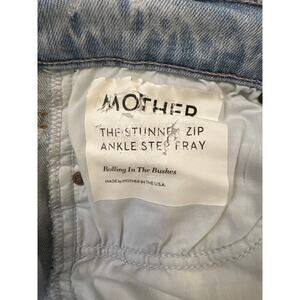 MOTHER
THE STUNNER ZIP
ANKLE STEP FRAY
Rolling In The Bushes
MADE by MOTHER IN THE U.S.A.